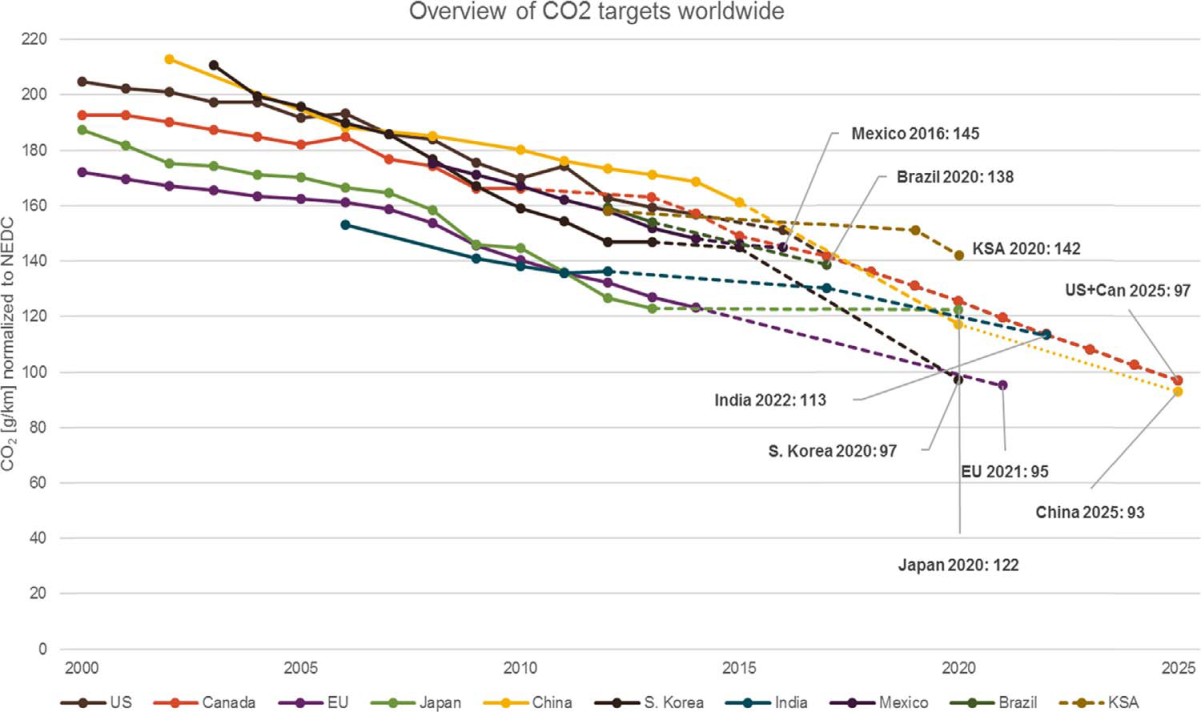 Overview of CO2 targets worldwide
CO₂ [g/km] normalized to NEDC
220
200
180
160
140
120
100
80
60
40
20
0
Mexico 2016: 145
Brazil 2020: 138
KSA 2020: 142
US+Can 2025: 97
India 2022: 113
S. Korea 2020: 97
EU 2021: 95
China 2025: 93
Japan 2020: 122
2000 2005 2010 2015 2020 2025
US Canada EU Japan China S. Korea India Mexico Brazil KSA